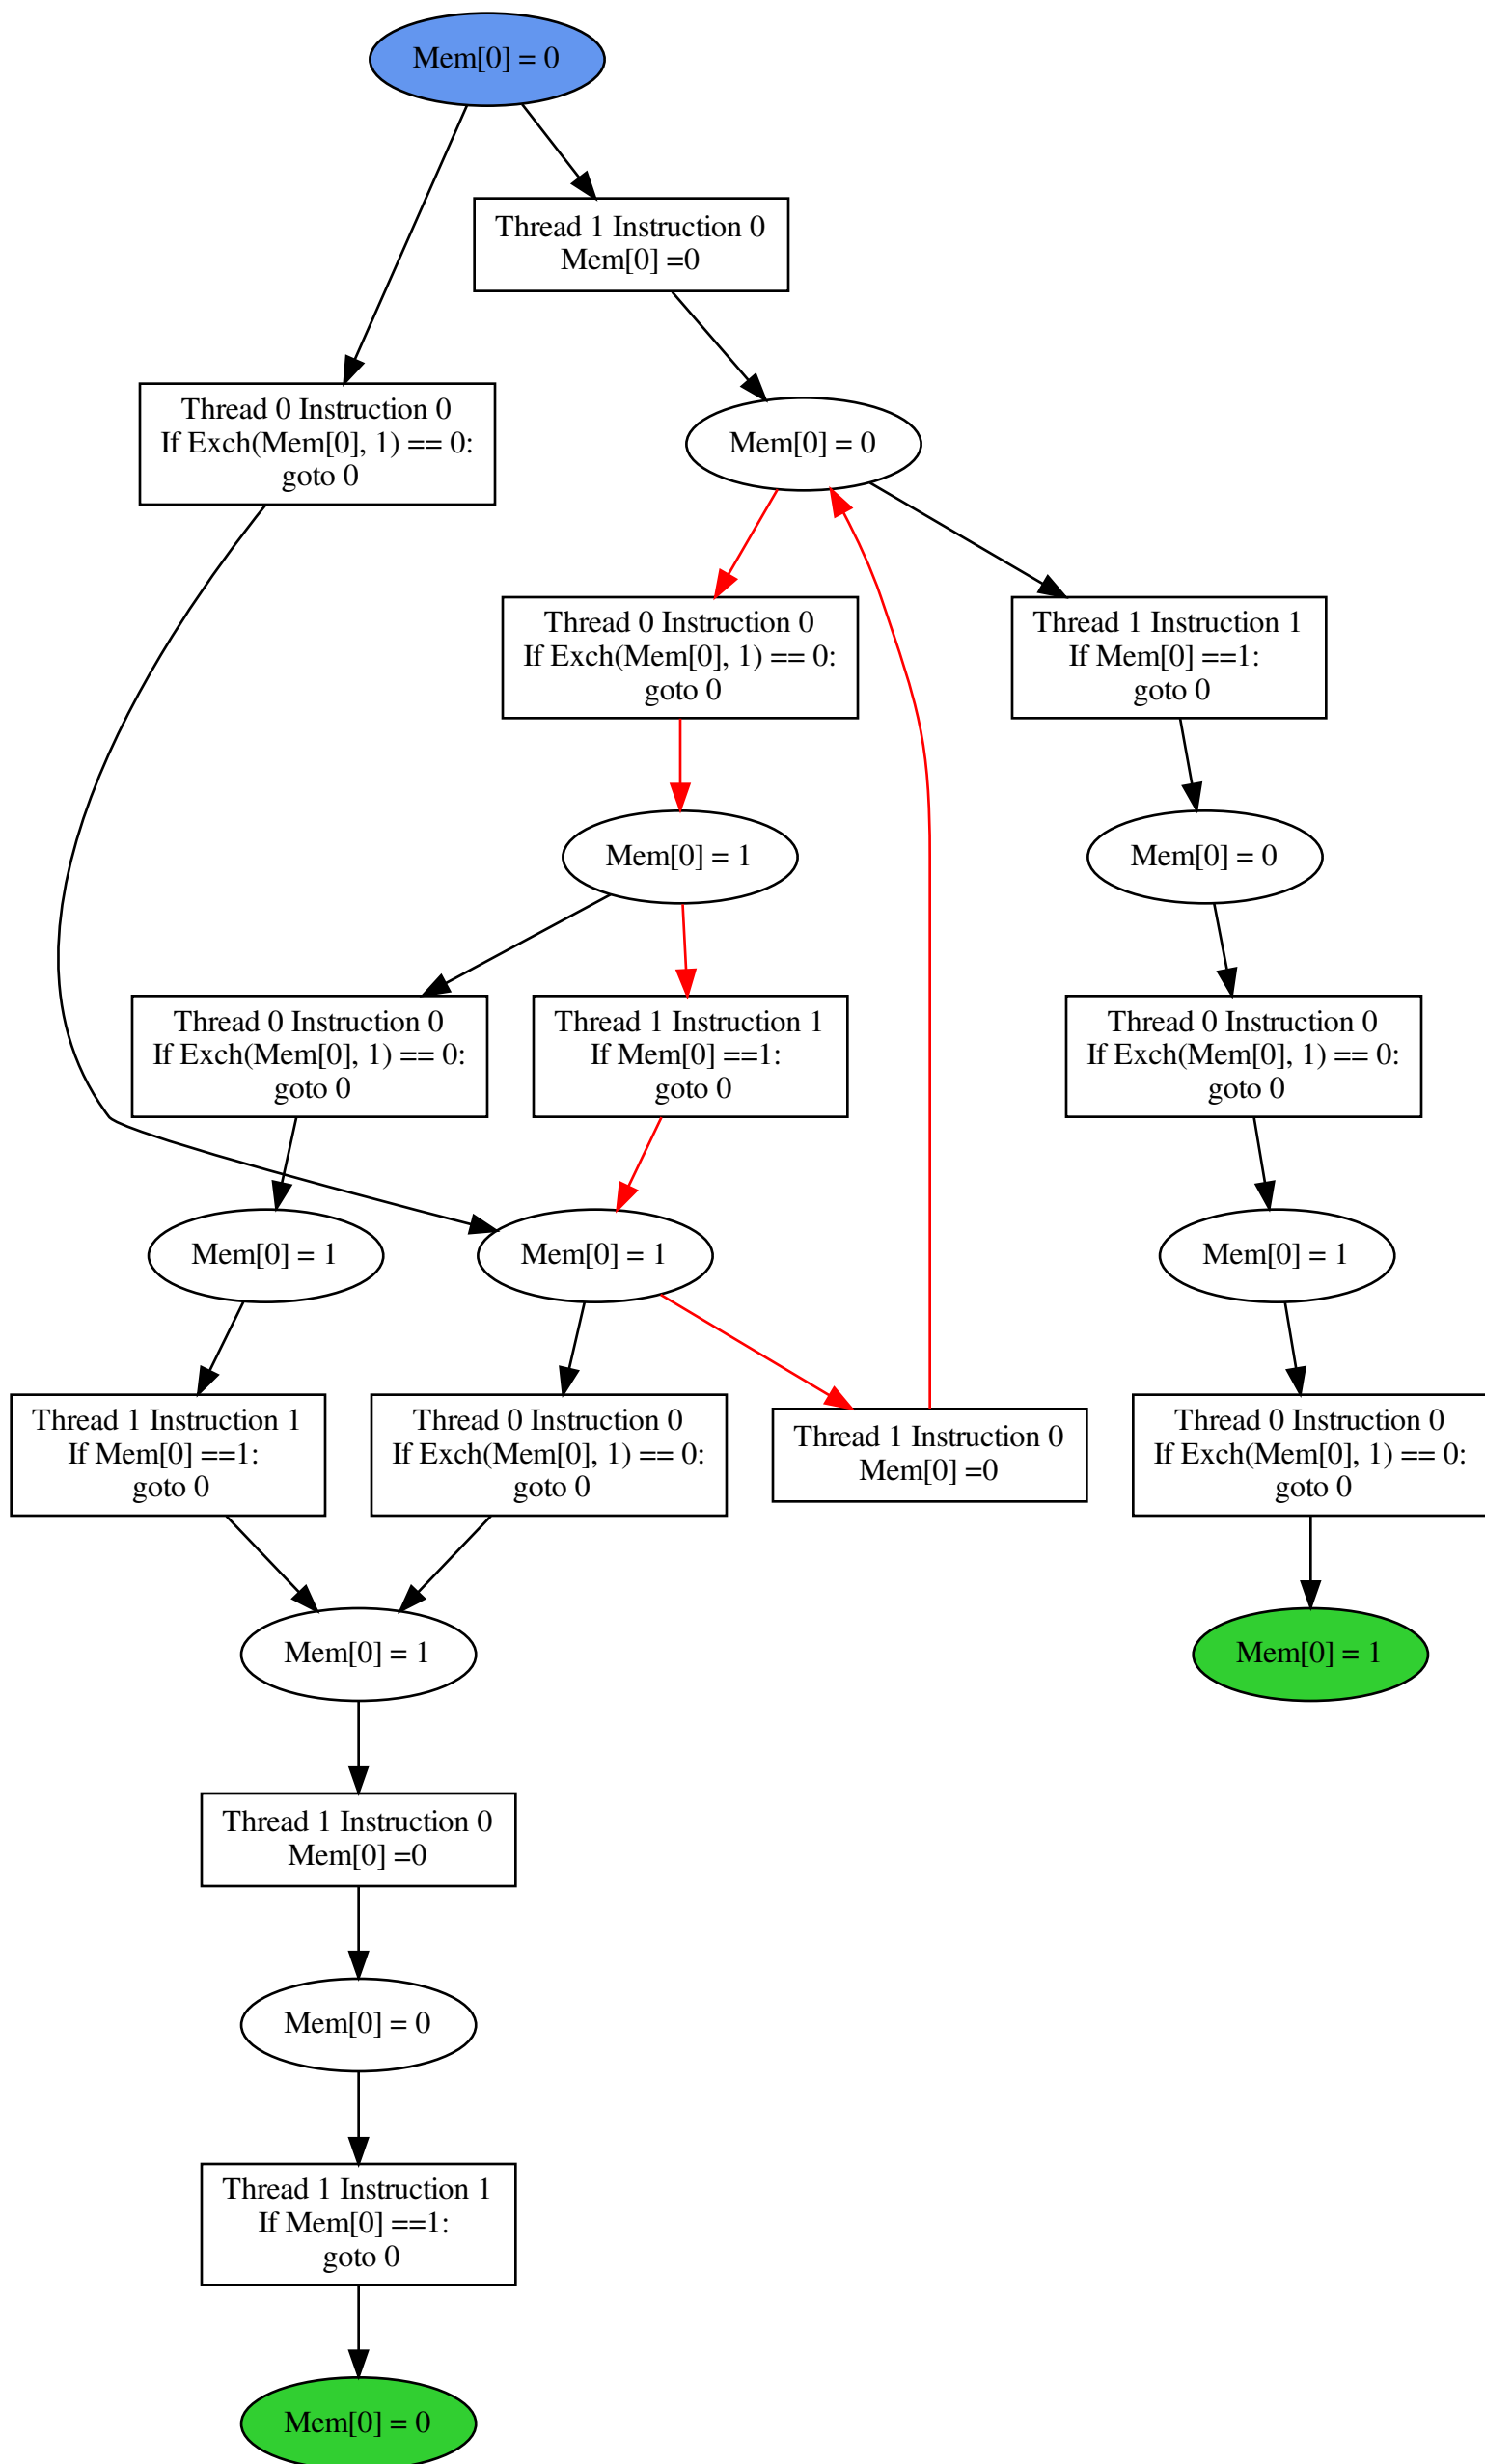 Mem[0] = 0
Thread 1 Instruction 0
Mem[0] =0
Thread 0 Instruction 0
If Exch(Mem[0], 1) == 0:
goto 0
Mem[0] = 0
Thread 0 Instruction 0
If Exch(Mem[0], 1) == 0:
goto 0
Thread 1 Instruction 1
If Mem[0] ==1:
goto 0
Mem[0] = 1
Mem[0] = 0
Thread 0 Instruction 0
If Exch(Mem[0], 1) == 0:
goto 0
Thread 1 Instruction 1
If Mem[0] ==1:
goto 0
Thread 0 Instruction 0
If Exch(Mem[0], 1) == 0:
goto 0
Mem[0] = 1
Mem[0] = 1
Mem[0] = 1
Thread 1 Instruction 1
If Mem[0] ==1:
goto 0
Thread 0 Instruction 0
If Exch(Mem[0], 1) == 0:
goto 0
Thread 1 Instruction 0
Mem[0] =0
Thread 0 Instruction 0
If Exch(Mem[0], 1) == 0:
goto 0
Mem[0] = 1
Mem[0] = 1
Thread 1 Instruction 0
Mem[0] =0
Mem[0] = 0
Thread 1 Instruction 1
If Mem[0] ==1:
goto 0
Mem[0] = 0